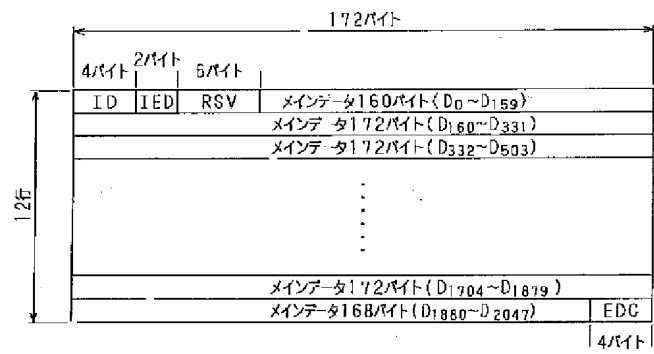 172バイト
4バイト 2バイト 6バイト
ID IED RSV メインデータ160バイト(D0~D159)
メインデータ172バイト(D160~D331)
メインデータ172バイト(D332~D503)
12行
メインデータ172バイト(D1704~D1879)
メインデータ168バイト(D1880~D2047) EDC
4バイト